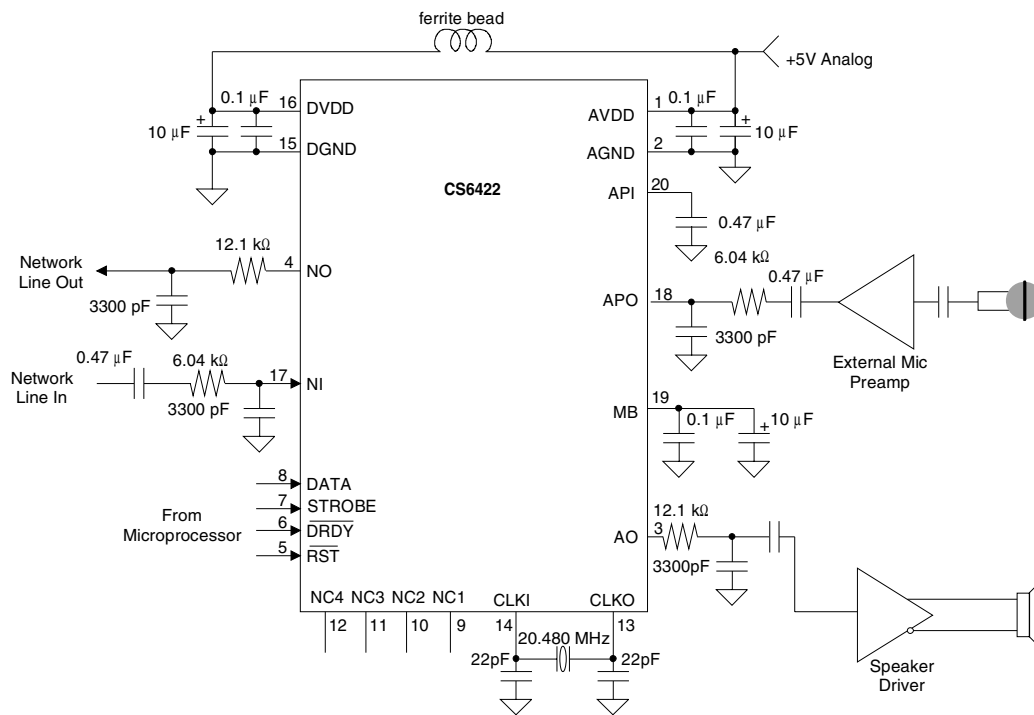 ferrite bead
+5V Analog
0.1 µF
16
DVDD
+
10 µF
15
DGND
AVDD
1
0.1 µF
+
10 µF
AGND
2
CS6422
API
20
0.47 µF
12.1 kΩ
4
NO
Network
Line Out
3300 pF
6.04 kΩ
0.47 µF
APO
18
3300 pF
External Mic
Preamp
0.47 µF
6.04 kΩ
Network
Line In
17
NI
3300 pF
MB
19
0.1 µF
+
10 µF
8
DATA
7
STROBE
6
DRDY
5
RST
From
Microprocessor
12.1 kΩ
AO
3
3300pF
NC4
NC3
NC2
NC1
CLKI
CLKO
12
11
10
9
14
13
20.480 MHz
22pF
22pF
Speaker
Driver